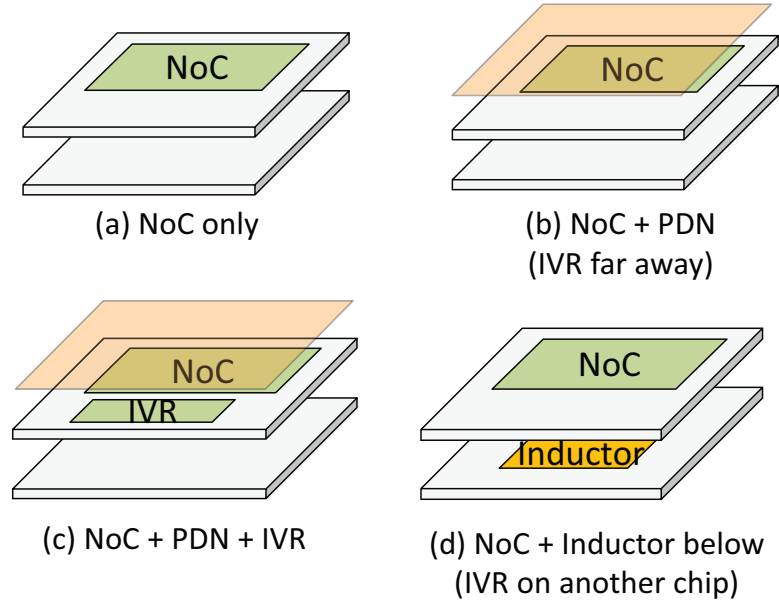 NoC
(a) NoC only
NoC
(b) NoC + PDN
(IVR far away)
NoC
IVR
(c) NoC + PDN + IVR
NoC
Inductor
(d) NoC + Inductor below
(IVR on another chip)